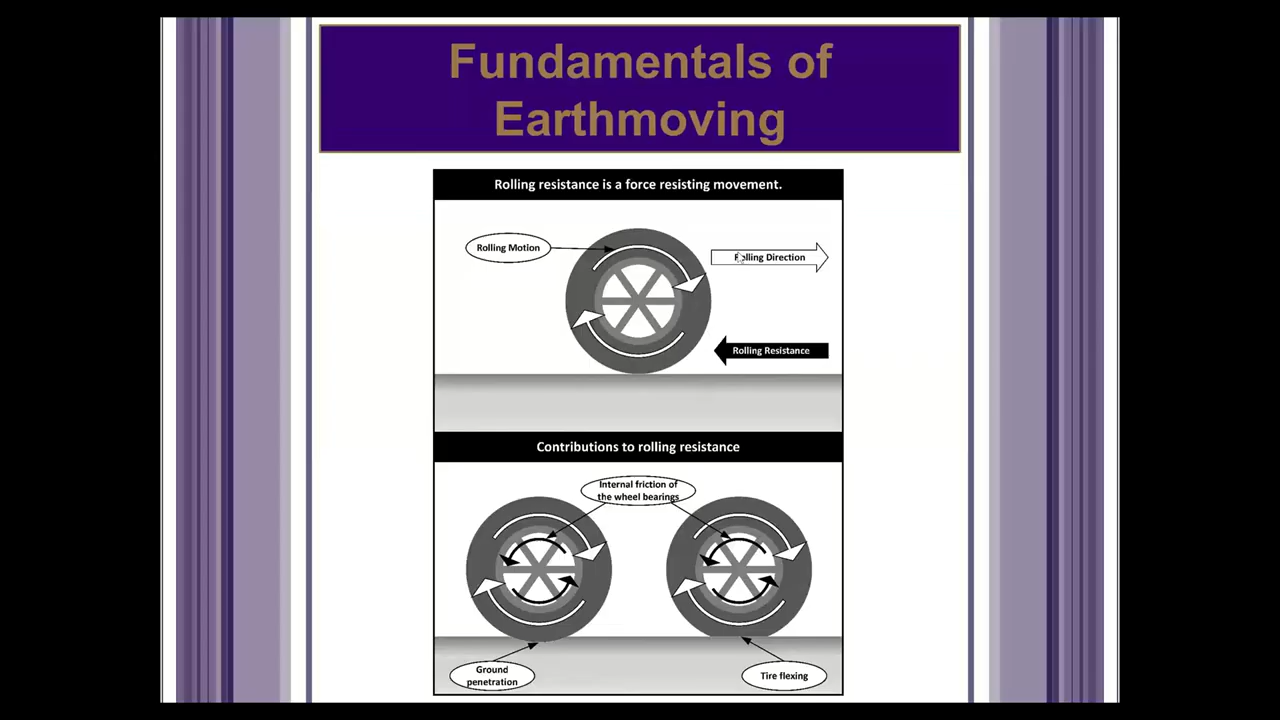 Fundamentals of
Earthmoving
Rolling resistance is a force resisting movement.
Rolling Motion
Rolling Direction
Rolling Resistance
Contributions to rolling resistance
Internal friction of
the wheel bearings
Ground
penetration
Tire flexing